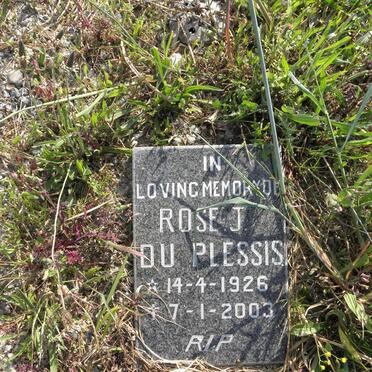 IN
LOVING MEMORY OF
ROSE J
DU PLESSIS
* 14-4-1926
† 7-1-2003
RIP